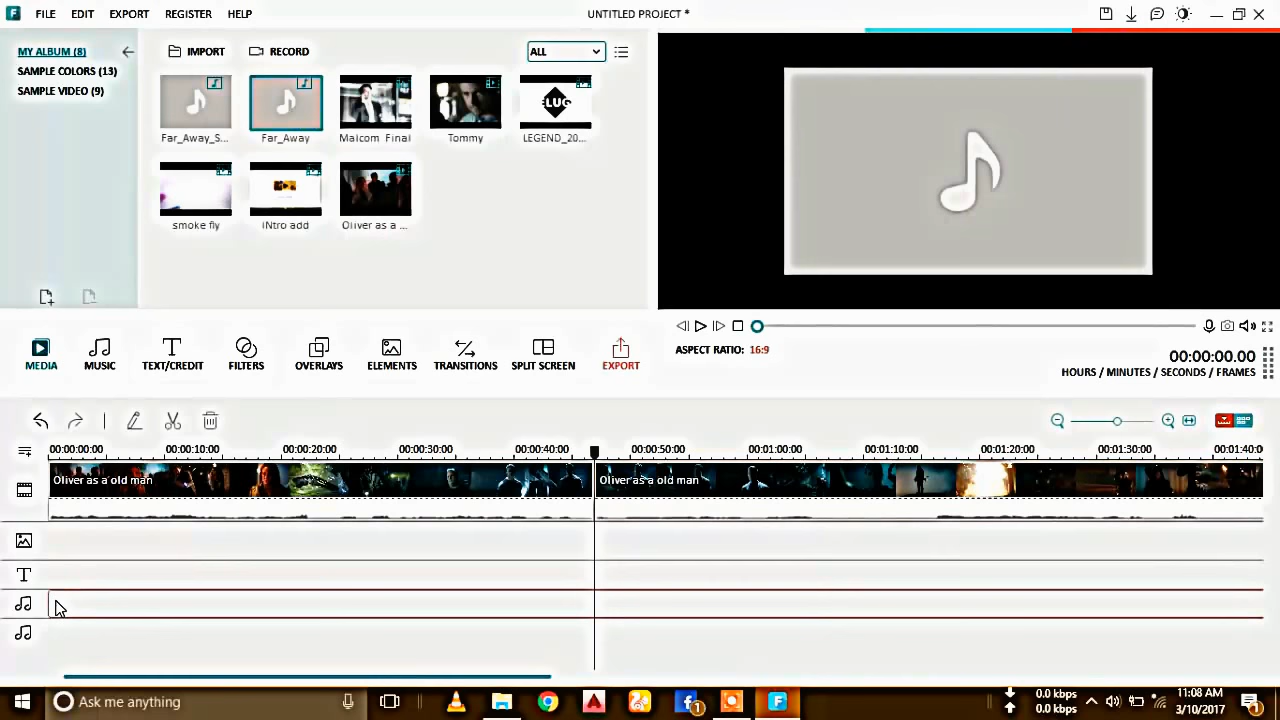 FILE EDIT EXPORT REGISTER HELP UNTITLED PROJECT *
MY ALBUM (8)
SAMPLE COLORS (13)
SAMPLE VIDEO (9)
IMPORT RECORD ALL
Far_Away_S... Far_Away Malcom Final Tommy LEGEND_20...
smoke fly INtro add Oliver as a ...
ASPECT RATIO: 16:9
00:00:00.00
HOURS / MINUTES / SECONDS / FRAMES
MEDIA MUSIC TEXT/CREDIT FILTERS OVERLAYS ELEMENTS TRANSITIONS SPLIT SCREEN EXPORT
00:00:00:00 00:00:10:00 00:00:20:00 00:00:30:00 00:00:40:00 00:00:50:00 00:01:00:00 00:01:10:00 00:01:20:00 00:01:30:00 00:01:40:0
Oliver as a old man Oliver as a old man
Ask me anything
0.0 kbps
0.0 kbps
11:08 AM
3/10/2017